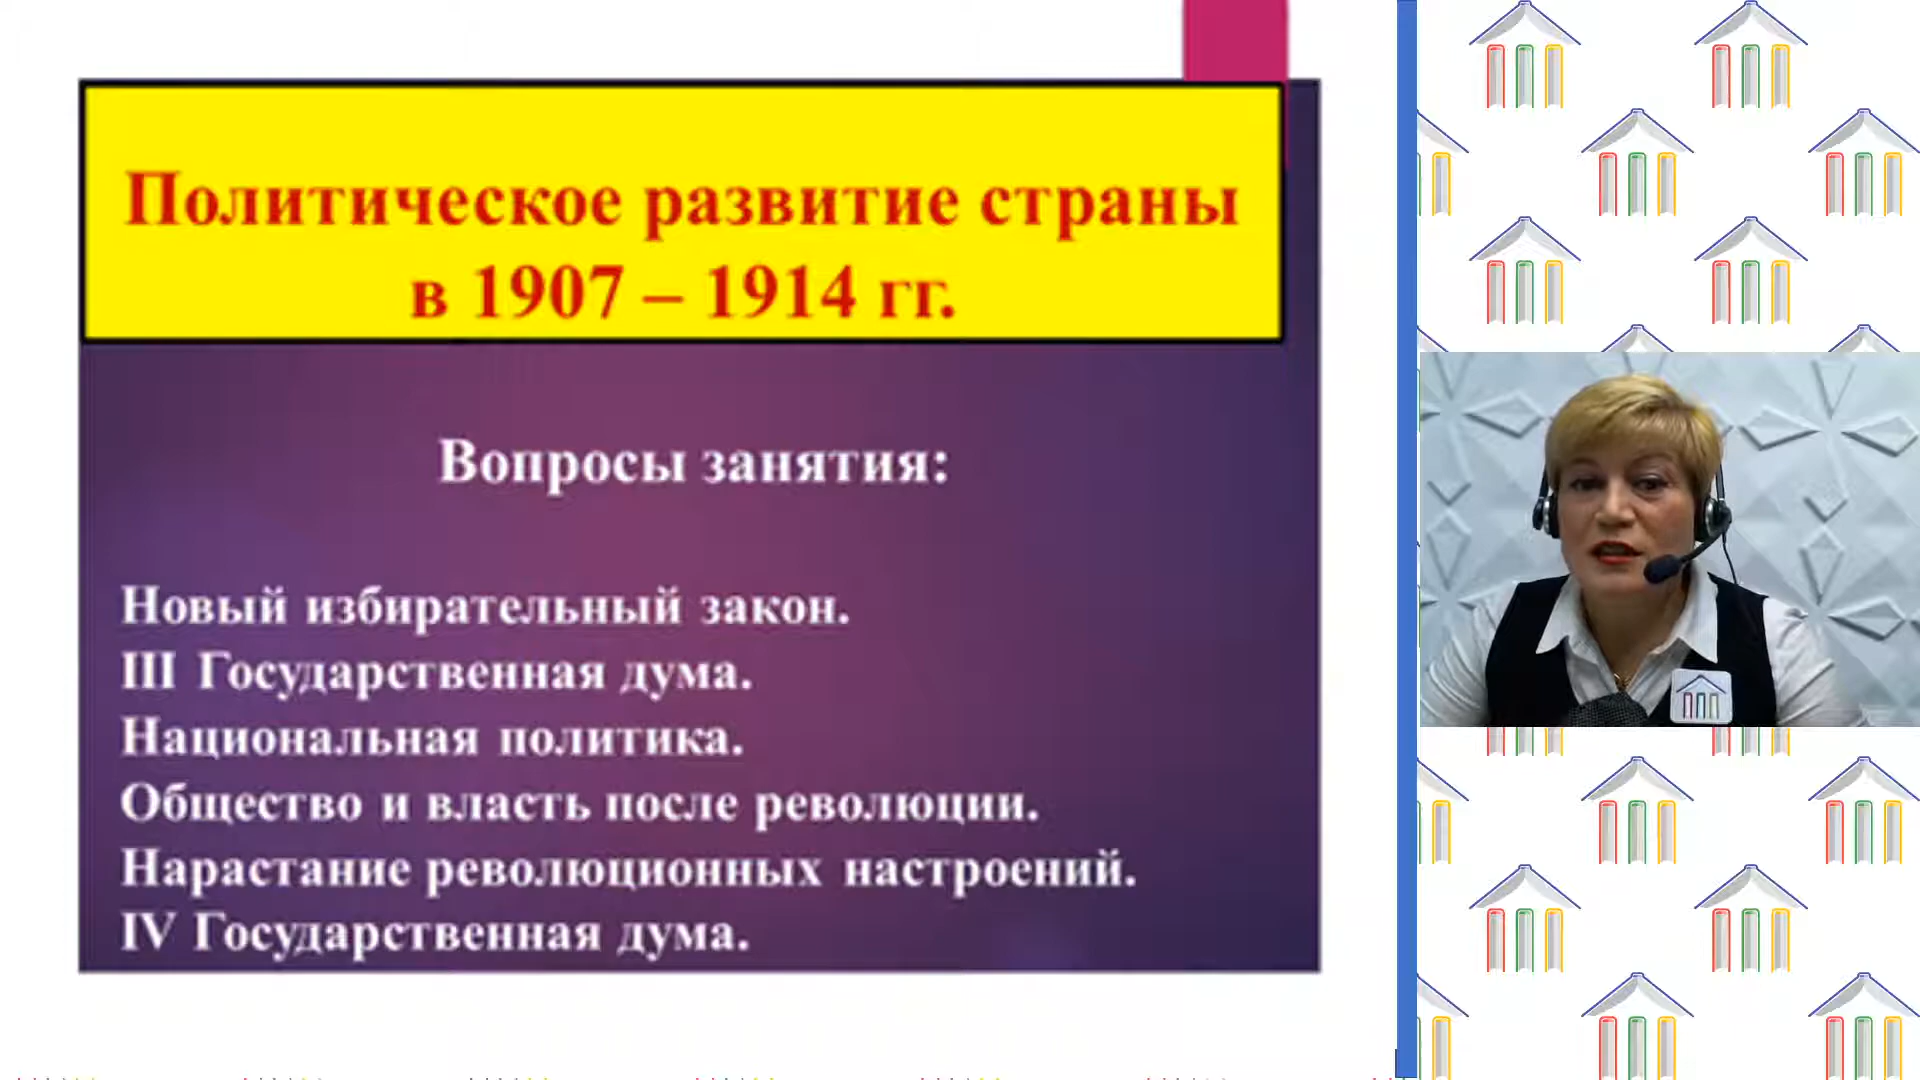 Политическое развитие страны
в 1907 – 1914 гг.
Вопросы занятия:
Новый избирательный закон.
III Государственная дума.
Национальная политика.
Общество и власть после революции.
Нарастание революционных настроений.
IV Государственная дума.